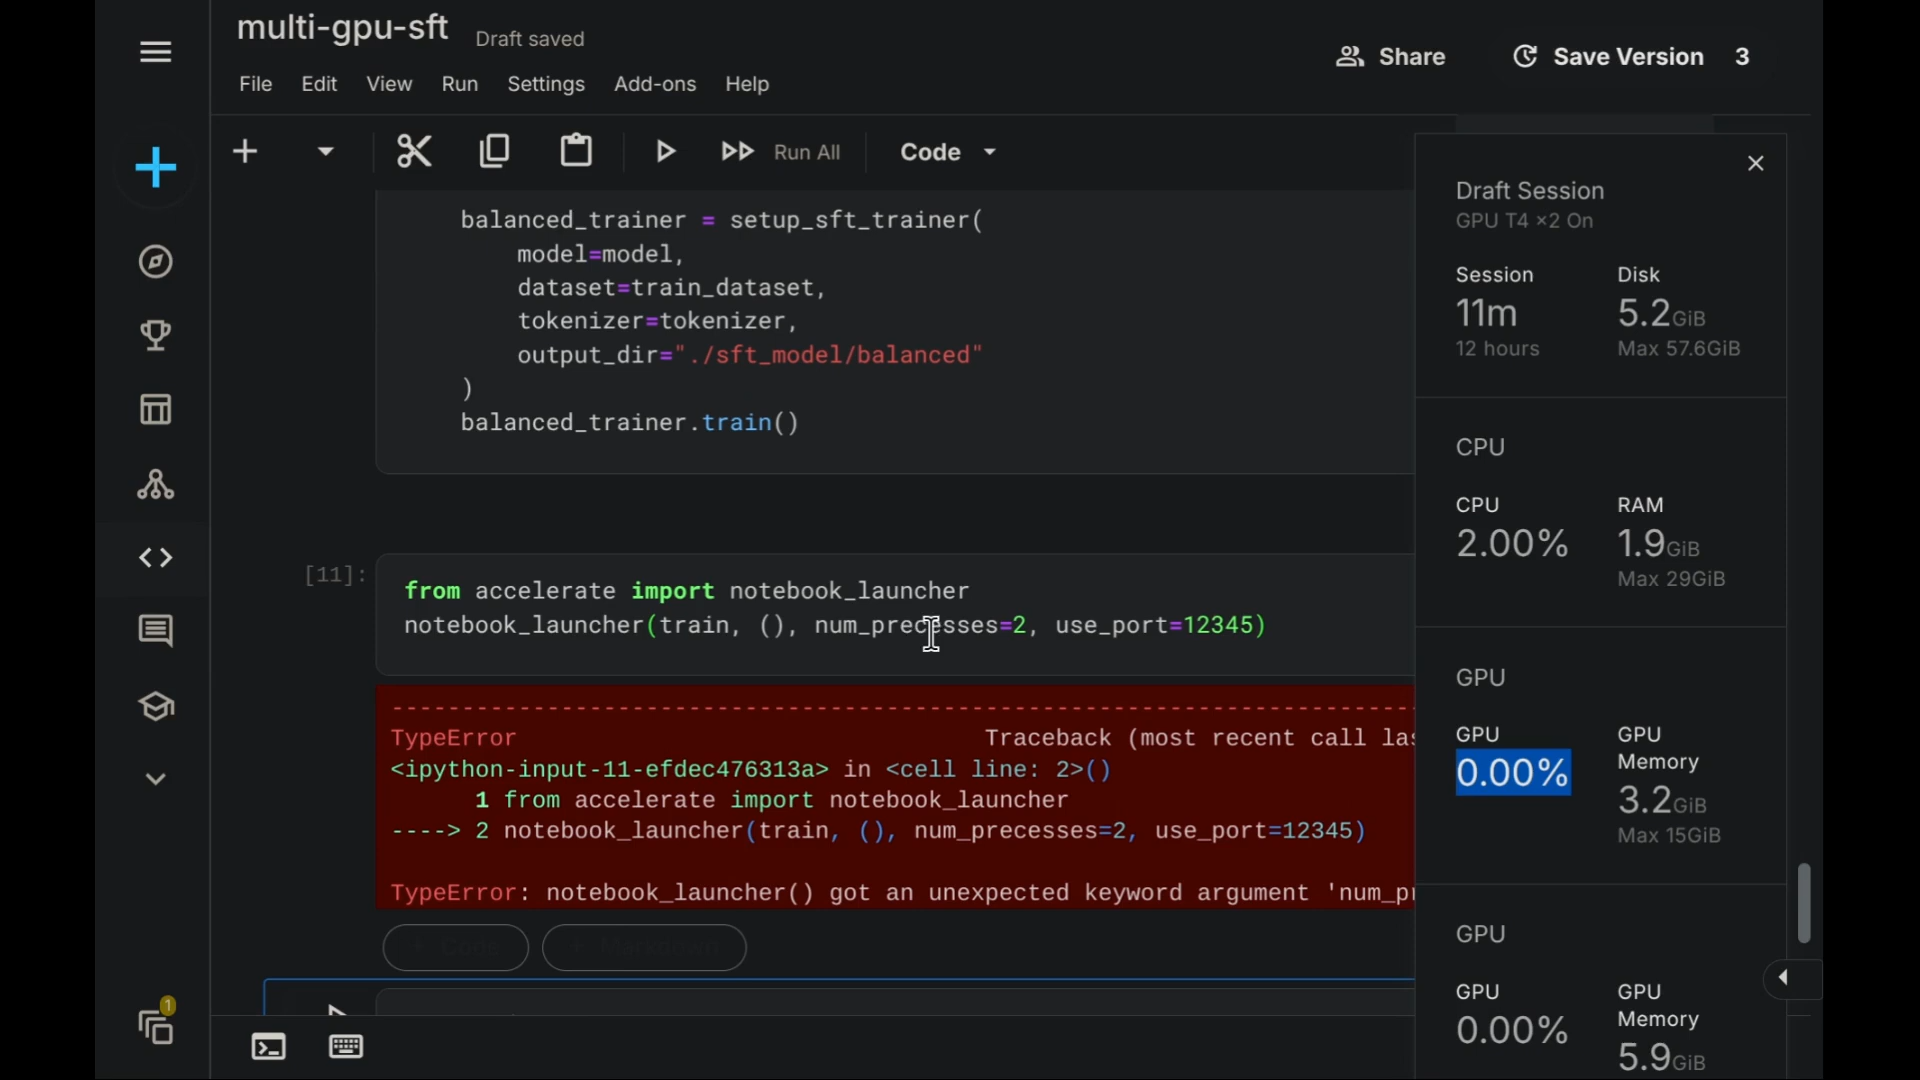 multi-gpu-sft
Draft saved
File
Edit
View
Run
Settings
Add-ons
Help
Share
Save Version
3
Run All
Code
balanced_trainer = setup_sft_trainer(
model=model,
dataset=train_dataset,
tokenizer=tokenizer,
output_dir="./sft_model/balanced"
)
balanced_trainer.train()
[11]:
from accelerate import notebook_launcher
notebook_launcher(train, (), num_precesses=2, use_port=12345)
--------------------------------------------------------------------
TypeError Traceback (most recent call las
<ipython-input-11-efdec476313a> in <cell line: 2>()
1 from accelerate import notebook_launcher
----> 2 notebook_launcher(train, (), num_precesses=2, use_port=12345)
TypeError: notebook_launcher() got an unexpected keyword argument 'num_pr
+ Code
+ Markdown
Draft Session
GPU T4 ×2 On
Session
11m
12 hours
Disk
5.2GiB
Max 57.6GiB
CPU
CPU
2.00%
RAM
1.9GiB
Max 29GiB
GPU
GPU
0.00%
GPU
Memory
3.2GiB
Max 15GiB
GPU
GPU
0.00%
GPU
Memory
5.9GiB
1